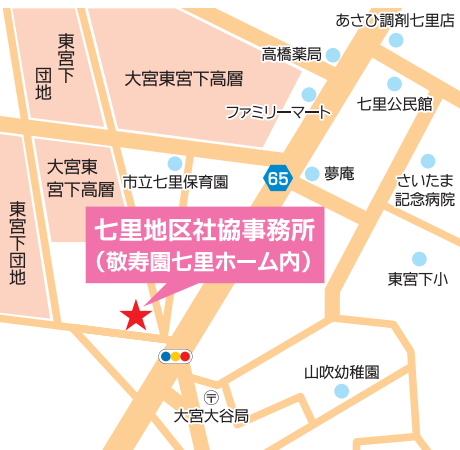 あさひ調剤七里店
高橋薬局
東宮下
団地
大宮東宮下高層
ファミリーマート
七里公民館
大宮東
宮下高層
市立七里保育園
65
夢庵
さいたま
記念病院
東宮下団地
七里地区社協事務所
（敬寿園七里ホーム内）
東宮下小
山吹幼稚園
〒
大宮大谷局